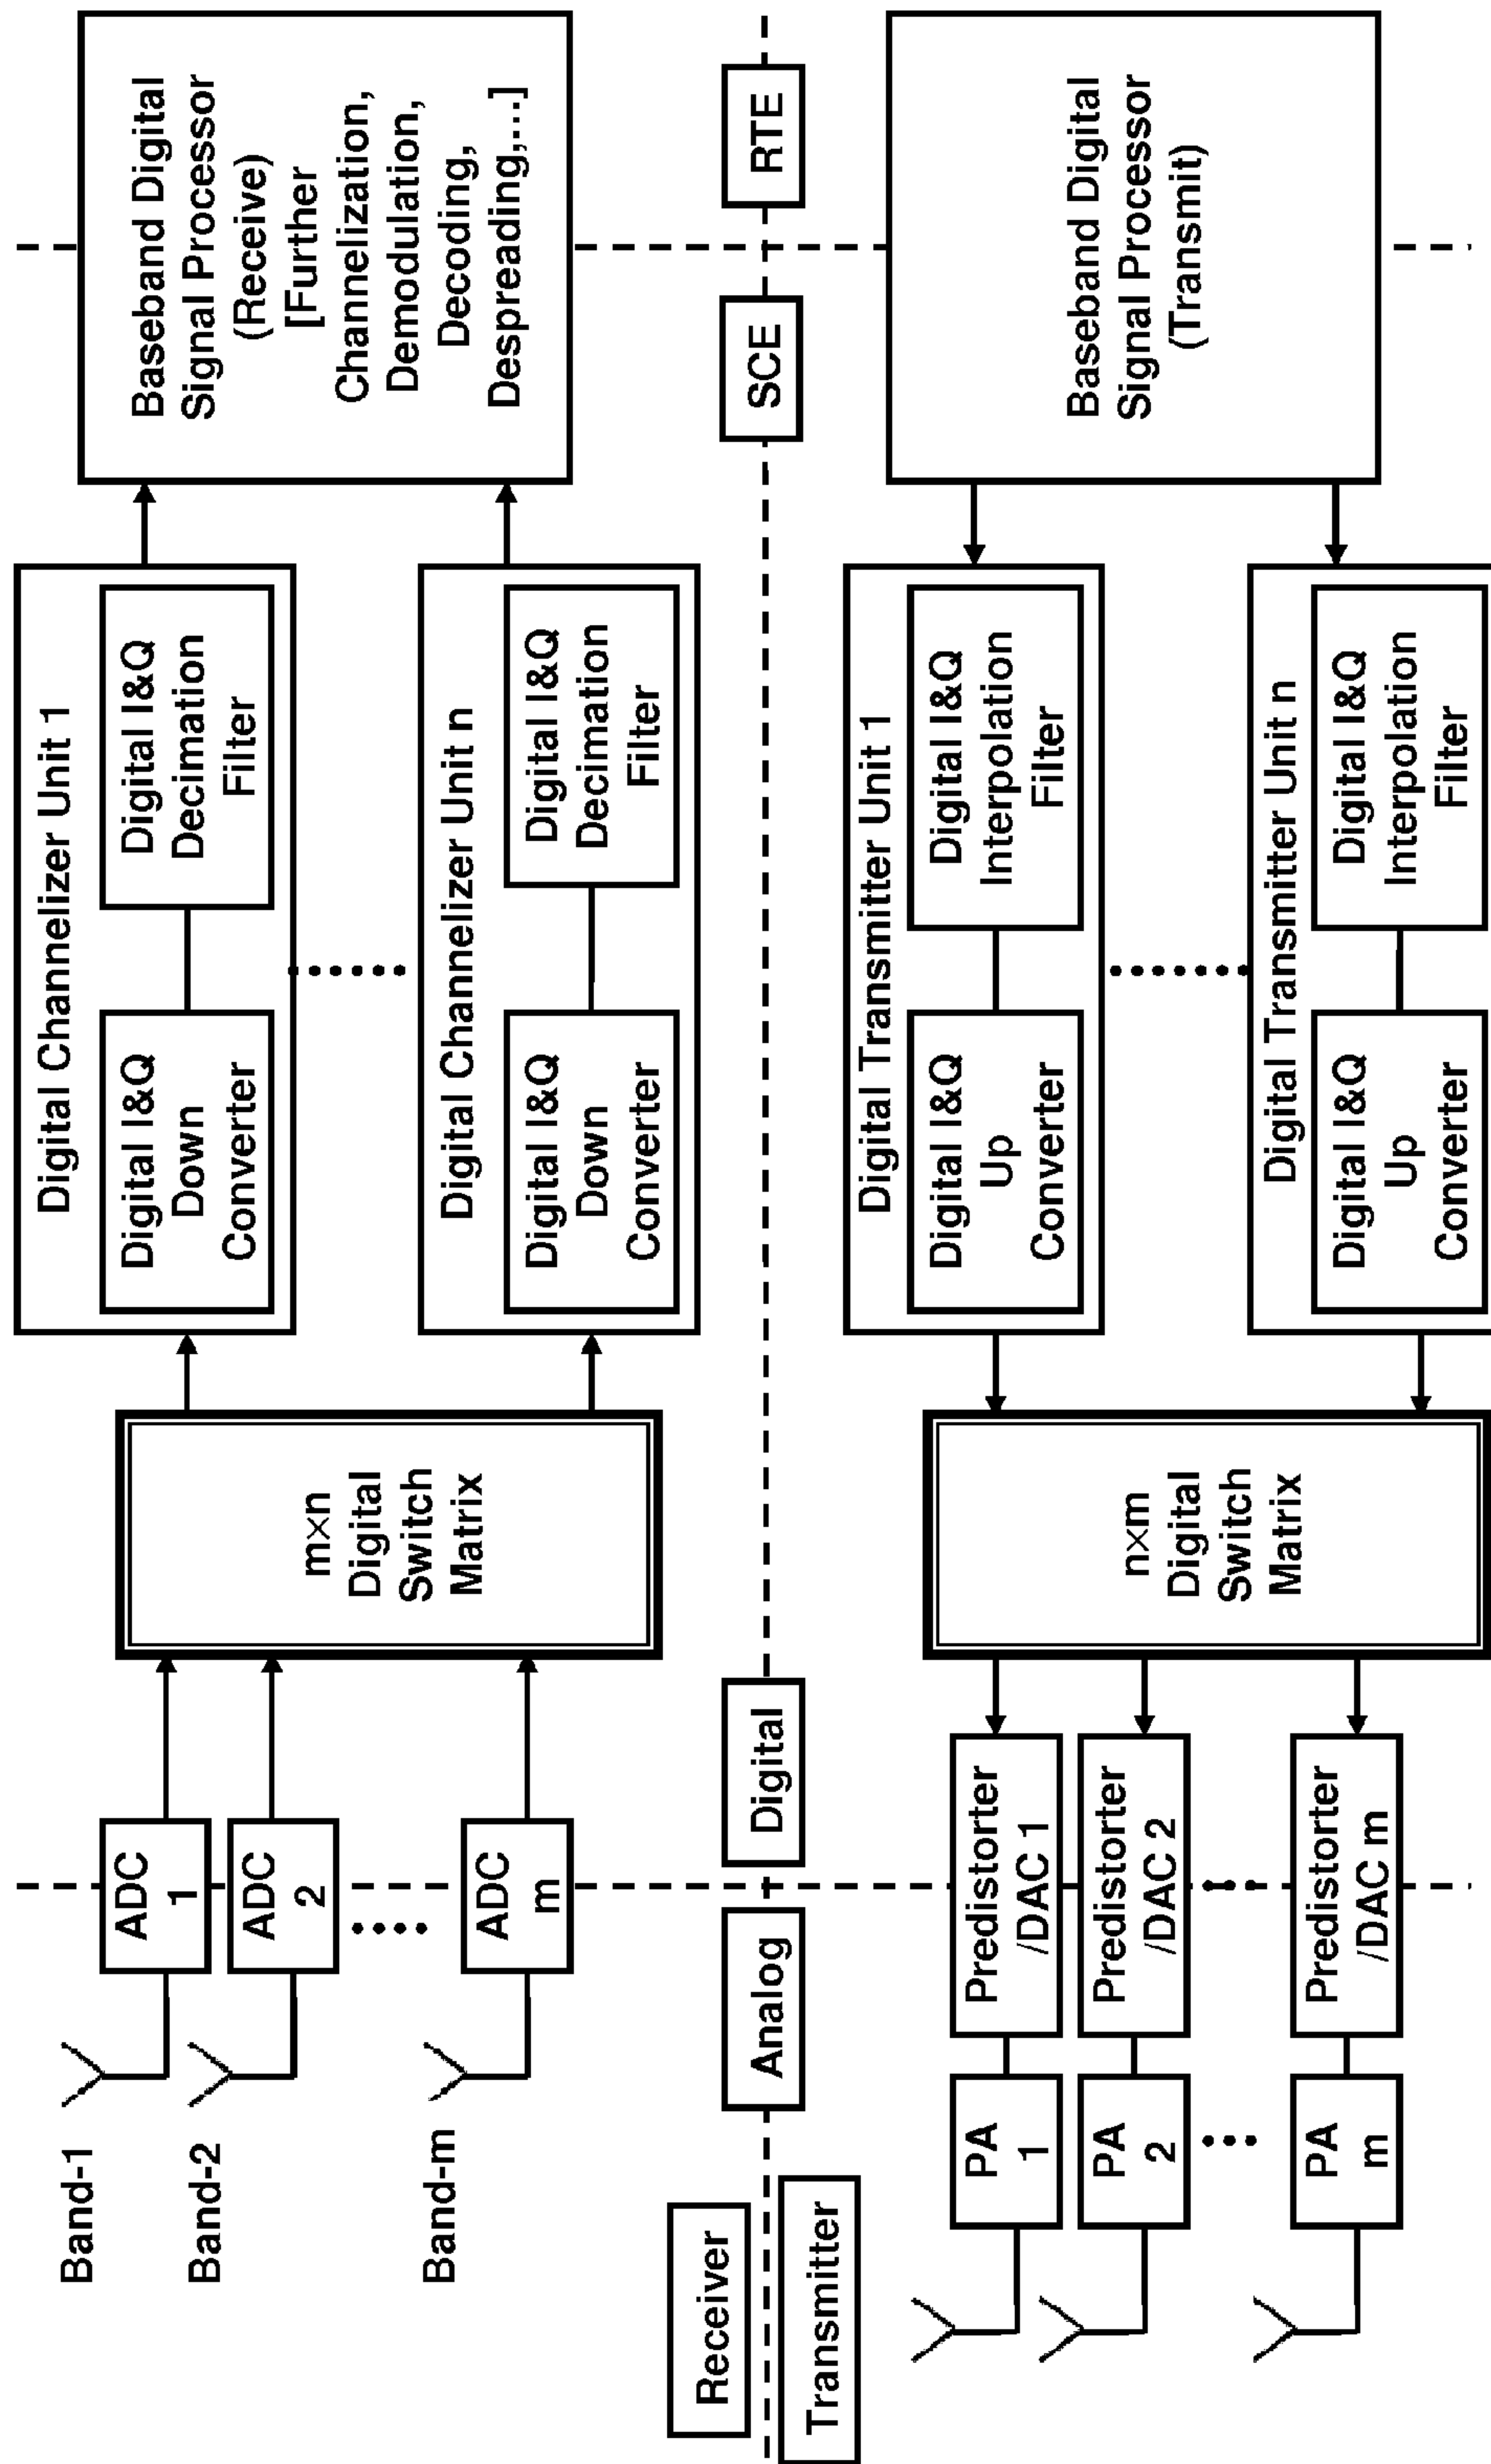 Band-1
Band-2
Band-m
ADC
1
ADC
2
ADC
m
m×n
Digital
Switch
Matrix
Digital Channelizer Unit 1
Digital I&Q
Down
Converter
Digital I&Q
Decimation
Filter
Digital Channelizer Unit n
Digital I&Q
Down
Converter
Digital I&Q
Decimation
Filter
Baseband Digital
Signal Processor
(Receive)
[Further
Channelization,
Demodulation,
Decoding,
Despreading,...]
Receiver
Transmitter
Analog
Digital
SCE
RTE
PA
1
PA
2
PA
m
Predistorter
/DAC 1
Predistorter
/DAC 2
Predistorter
/DAC m
n×m
Digital
Switch
Matrix
Digital Transmitter Unit 1
Digital I&Q
Up
Converter
Digital I&Q
Interpolation
Filter
Digital Transmitter Unit n
Digital I&Q
Up
Converter
Digital I&Q
Interpolation
Filter
Baseband Digital
Signal Processor
(Transmit)